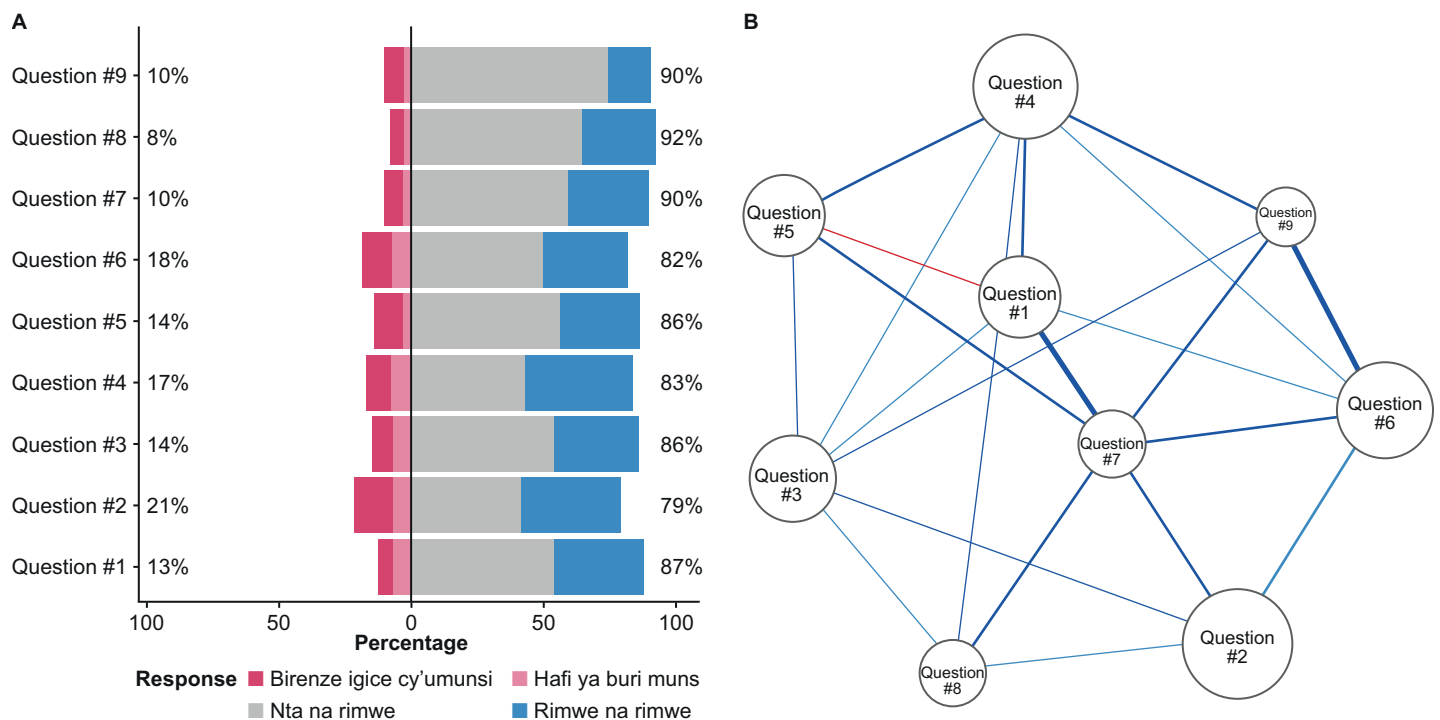 A
Question #9 10% 90%
Question #8 8% 92%
Question #7 10% 90%
Question #6 18% 82%
Question #5 14% 86%
Question #4 17% 83%
Question #3 14% 86%
Question #2 21% 79%
Question #1 13% 87%
100 50 0 50 100
Percentage
Response Birenze igice cy'umunsi Hafi ya buri muns
Nta na rimwe Rimwe na rimwe
B
Question
#4
Question
#5
Question
#9
Question
#1
Question
#6
Question
#7
Question
#3
Question
#2
Question
#8